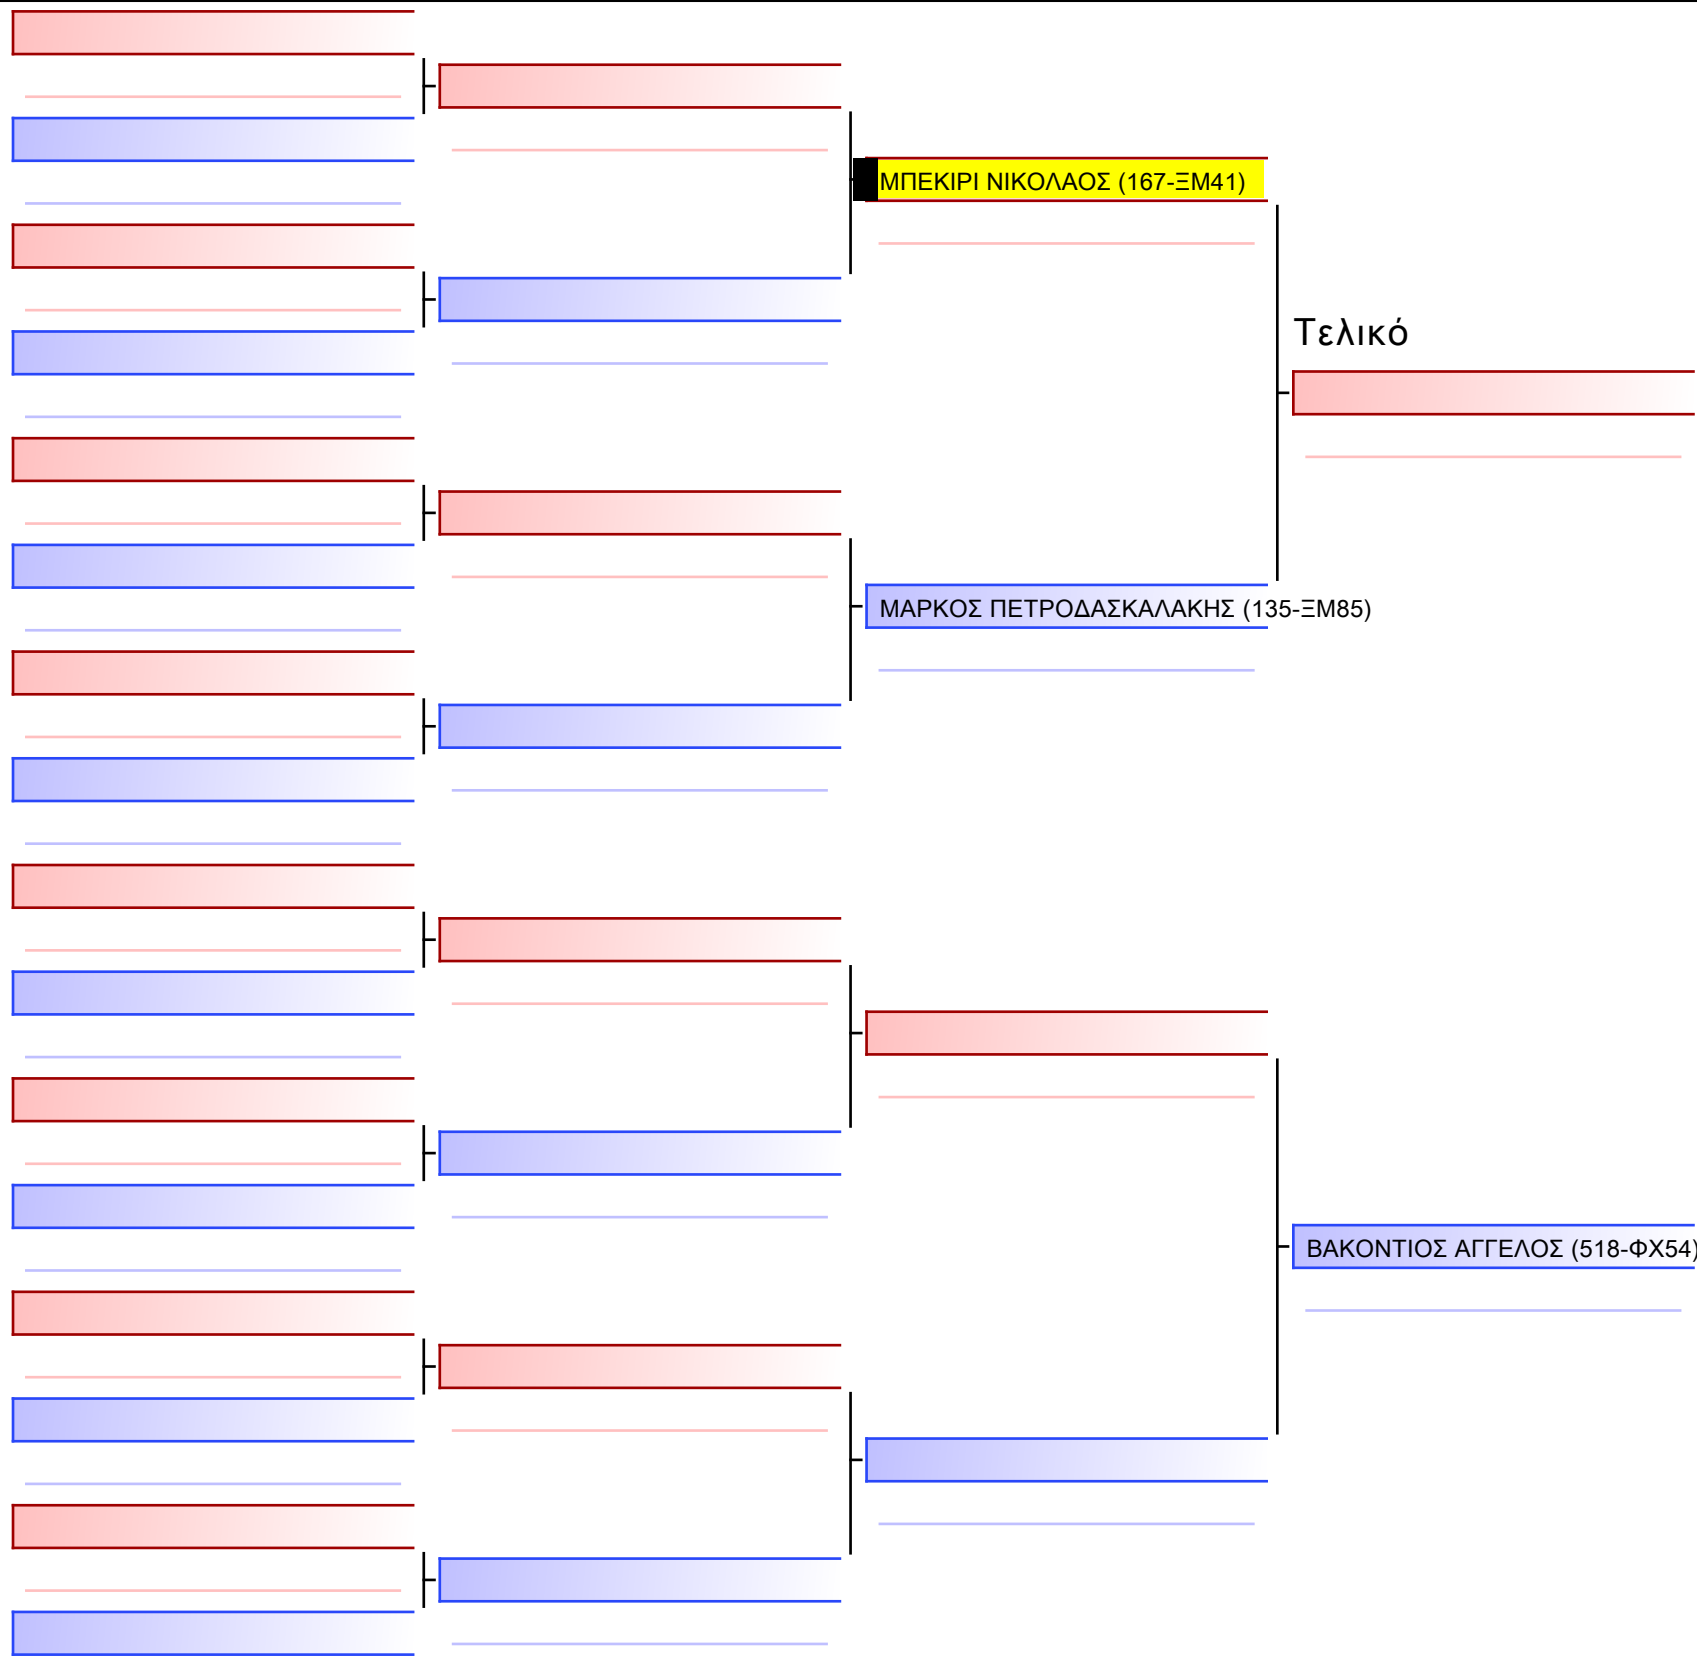 ΜΠΕΚΙΡΙ ΝΙΚΟΛΑΟΣ (167-ΞΜ41)
Τελικό
ΜΑΡΚΟΣ ΠΕΤΡΟΔΑΣΚΑΛΑΚΗΣ (135-ΞΜ85)
ΒΑΚΟΝΤΙΟΣ ΑΓΓΕΛΟΣ (518-ΦΧ54)